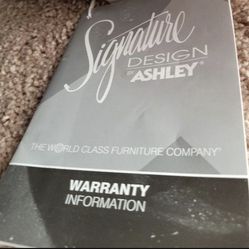 Signature
DESIGN
BY ASHLEY®
THE WORLD CLASS FURNITURE COMPANY®
WARRANTY
INFORMATION